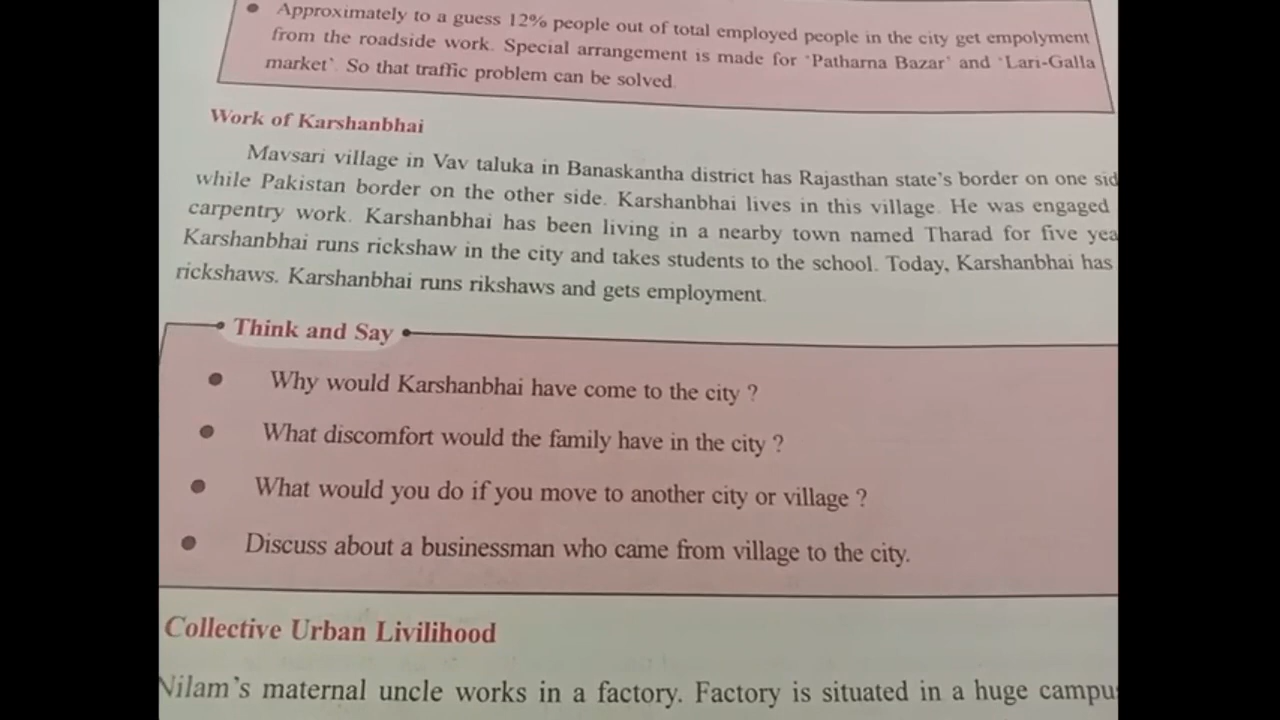 • Approximately to a guess 12% people out of total employed people in the city get empolyment
from the roadside work. Special arrangement is made for 'Patharna Bazar' and 'Lari-Galla
market'. So that traffic problem can be solved.
Work of Karshanbhai
Mavsari village in Vav taluka in Banaskantha district has Rajasthan state's border on one sid
while Pakistan border on the other side. Karshanbhai lives in this village. He was engaged
carpentry work. Karshanbhai has been living in a nearby town named Tharad for five yea
Karshanbhai runs rickshaw in the city and takes students to the school. Today, Karshanbhai has
rickshaws. Karshanbhai runs rikshaws and gets employment.
Think and Say
• Why would Karshanbhai have come to the city ?
• What discomfort would the family have in the city ?
• What would you do if you move to another city or village ?
• Discuss about a businessman who came from village to the city.
Collective Urban Livilihood
Nilam's maternal uncle works in a factory. Factory is situated in a huge campus